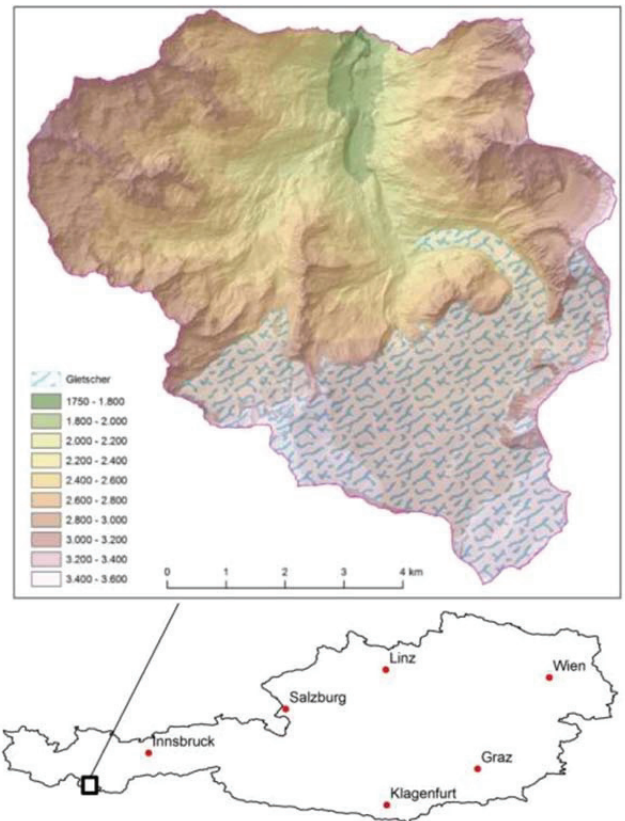 Gletscher
1750 - 1.800
1.800 - 2.000
2.000 - 2.200
2.200 - 2.400
2.400 - 2.600
2.600 - 2.800
2.800 - 3.000
3.000 - 3.200
3.200 - 3.400
3.400 - 3.600
0 1 2 3 4 km
Linz
Wien
Salzburg
Innsbruck
Graz
Klagenfurt